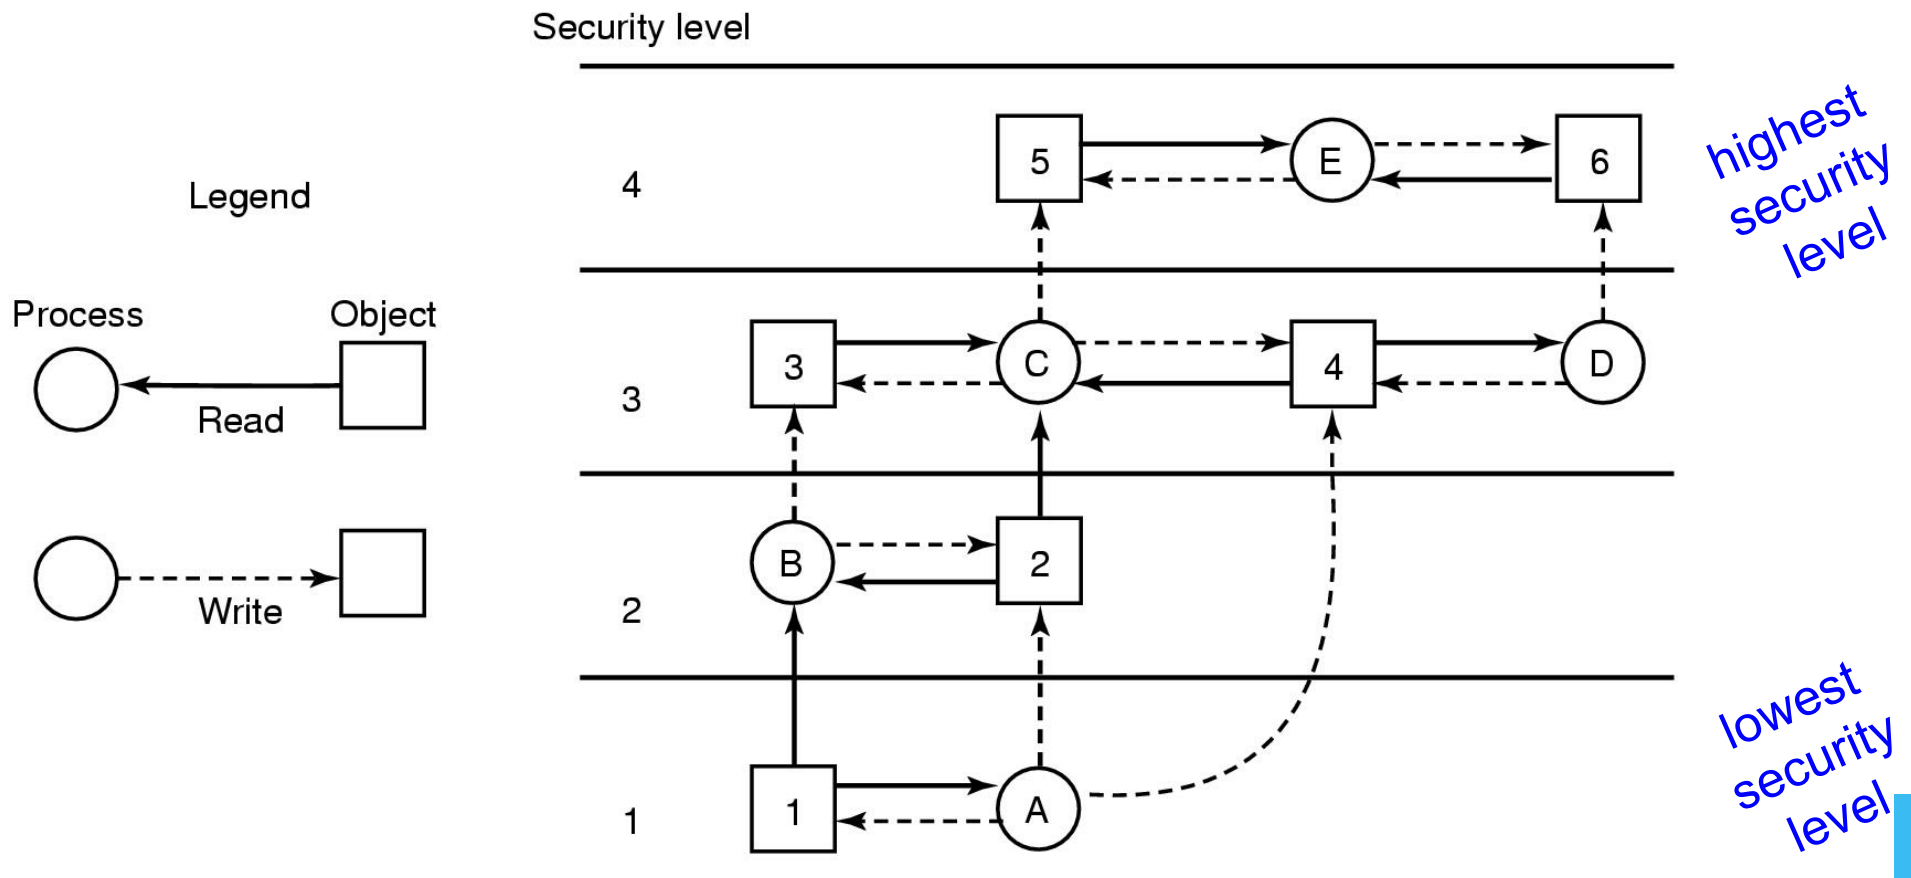 Security level
highest
security
level
5
E
6
4
Legend
Process
Object
3
C
4
D
3
Read
B
2
Write
2
lowest
security
level
1
A
1